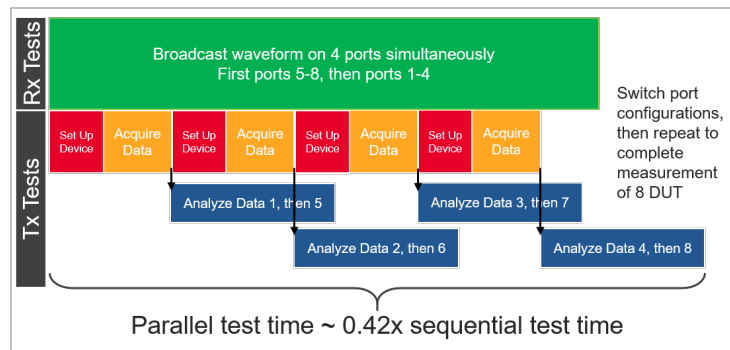 Rx Tests
Broadcast waveform on 4 ports simultaneously
First ports 5-8, then ports 1-4
Switch port
configurations,
then repeat to
complete
measurement
of 8 DUT
Tx Tests
Set Up
Device
Acquire
Data
Set Up
Device
Acquire
Data
Set Up
Device
Acquire
Data
Set Up
Device
Acquire
Data
Analyze Data 1, then 5
Analyze Data 3, then 7
Analyze Data 2, then 6
Analyze Data 4, then 8
Parallel test time ~ 0.42x sequential test time